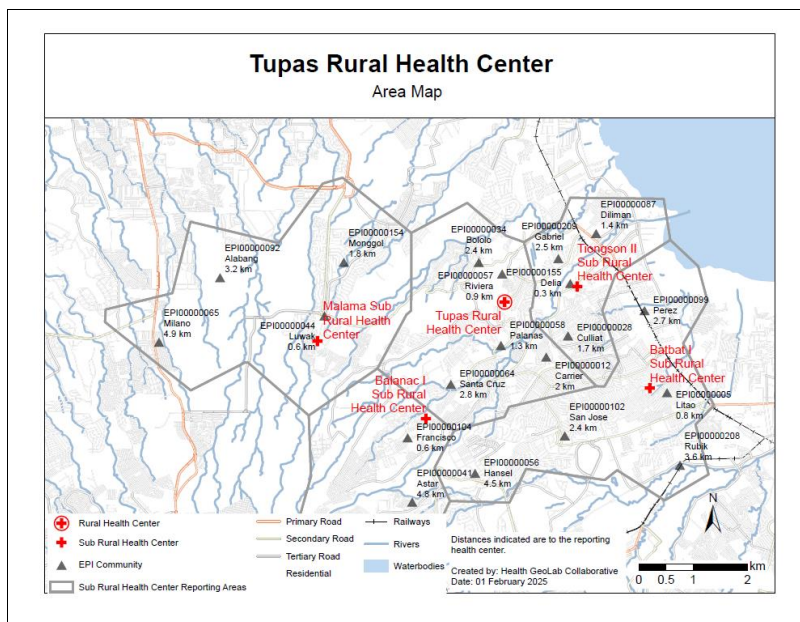 Tupas Rural Health Center
Area Map
EPI00000087
Diliman
1.4 km
EPI00000209
Gabriel
2.5 km
EPI00000034
Bololo
2.4 km
EPI00000154
Monggol
1.8 km
EPI00000092
Alabang
3.2 km
Tiongson II
Sub Rural
Health Center
EPI00000155
Delia
0.3 km
EPI00000057
Riviera
0.9 km
EPI00000099
Perez
2.7 km
Malama Sub
Rural Health
Center
EPI00000065
Milano
4.9 km
EPI00000044
Luwak
0.6 km
Tupas Rural
Health Center
EPI00000058
Palanas
1.3 km
EPI00000028
Culliat
1.7 km
Batbat I
Sub Rural
Health Center
EPI00000012
Carrier
2 km
Balanac I
Sub Rural
Health Center
EPI00000064
Santa Cruz
2.8 km
EPI00000005
Litao
0.8 km
EPI00000102
San Jose
2.4 km
EPI00000104
Francisco
0.6 km
EPI00000208
Rubik
3.6 km
EPI00000056
Hansel
4.5 km
EPI00000041
Astar
4.8 km
Rural Health Center
Sub Rural Health Center
EPI Community
Sub Rural Health Center Reporting Areas
Primary Road
Secondary Road
Tertiary Road
Residential
Railways
Rivers
Waterbodies
Distances indicated are to the reporting
health center.
Created by: Health GeoLab Collaborative
Date: 01 February 2025
N
km
0 0.5 1 2